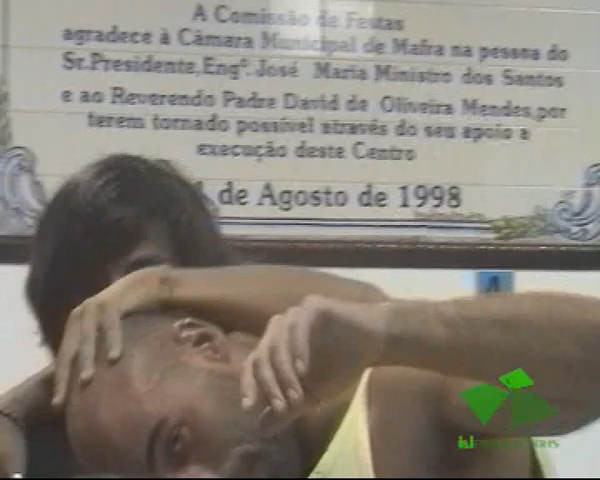 A Comissão de Festas
agradece à Câmara Municipal de Mafra na pessoa do
Sr.Presidente,Engº.José Maria Ministro dos Santos
e ao Reverendo Padre David de Oliveira Mendes,por
terem tornado possível através do seu apoio a
execução deste Centro
de Agosto de 1998